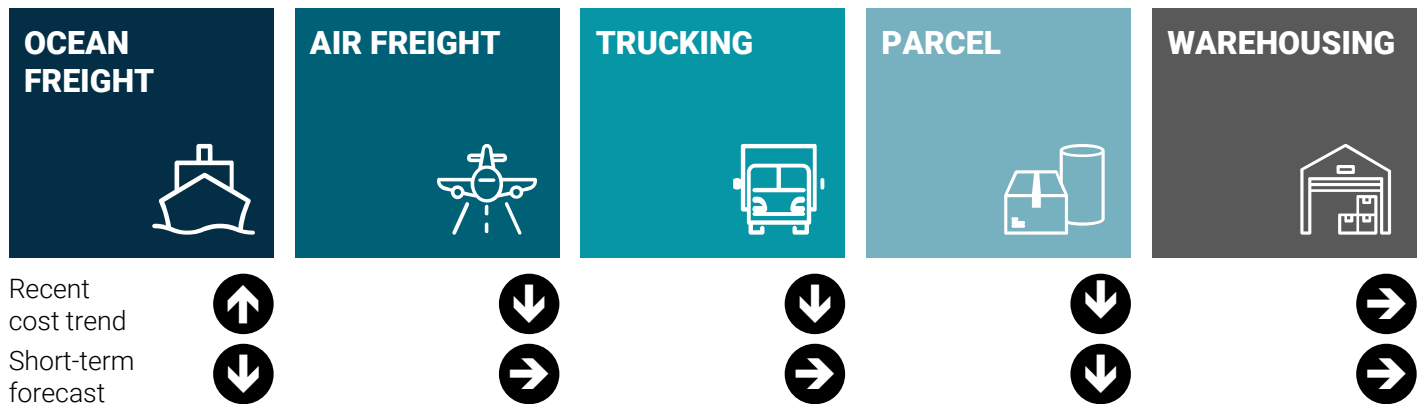 OCEAN
FREIGHT
AIR FREIGHT
TRUCKING
PARCEL
WAREHOUSING
Recent
cost trend
Short-term
forecast